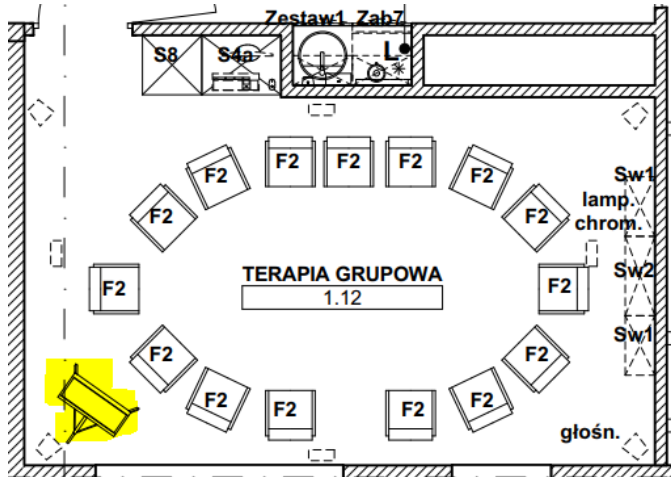 Zestaw1 Zab7
S8 S4a L
F2 F2 F2
F2 F2
Sw1
F2 F2
lamp.
chrom.
Sw2
TERAPIA GRUPOWA
F2 F2
1.12
Sw1
F2 F2
F2 F2
F2 F2
głośn.